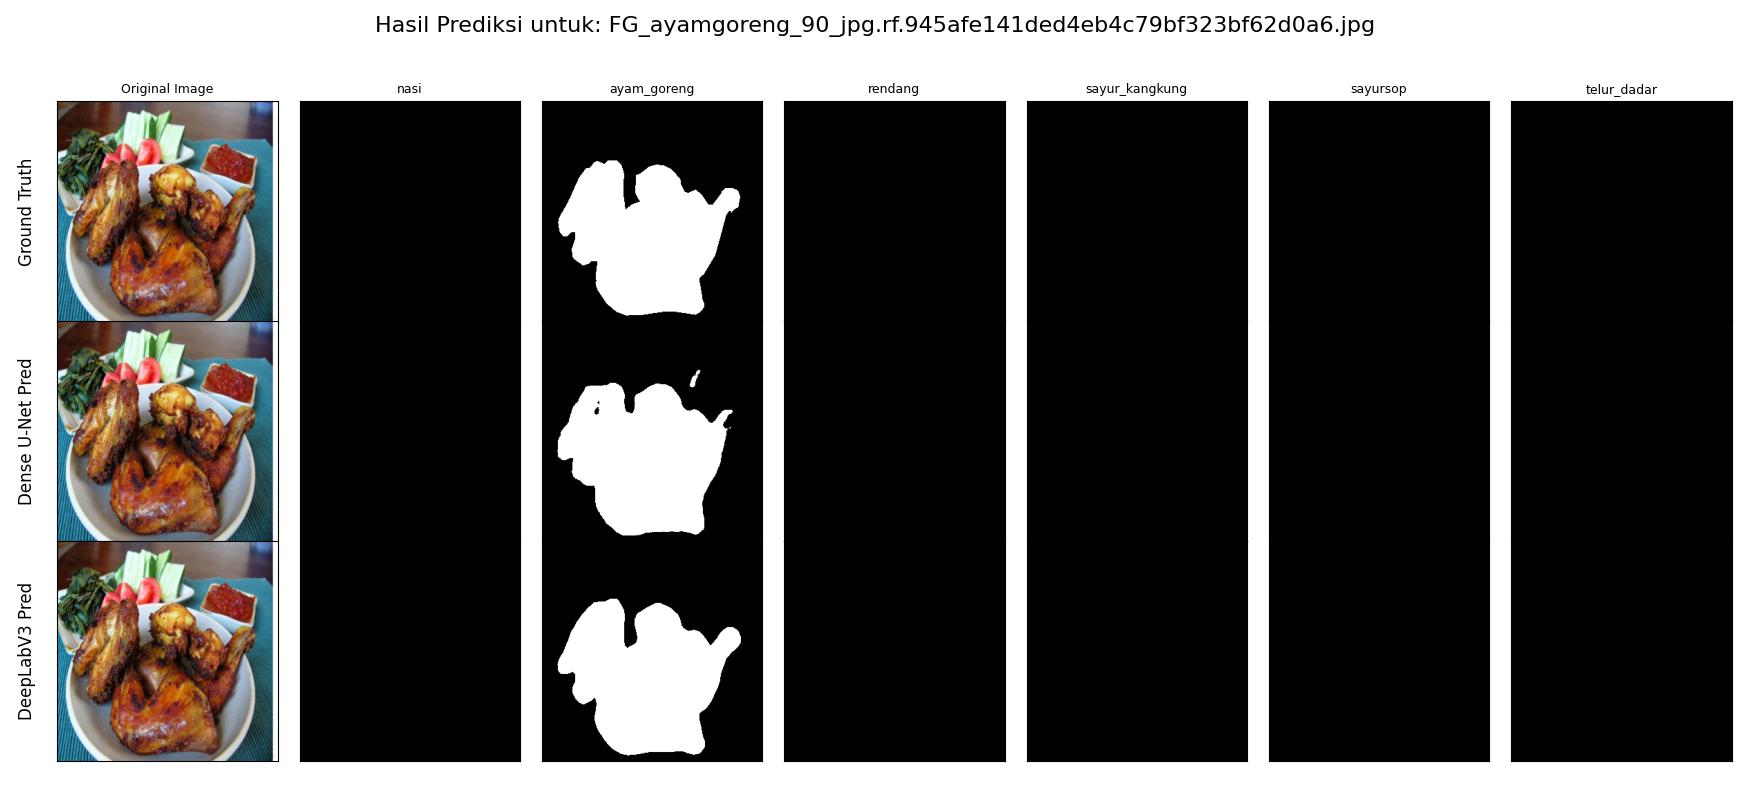 Hasil Prediksi untuk: FG_ayamgoreng_90_jpg.rf.945afe141ded4eb4c79bf323bf62d0a6.jpg
Original Image
nasi
ayam_goreng
rendang
sayur_kangkung
sayursop
telur_dadar
Ground Truth
Dense U-Net Pred
DeepLabV3 Pred